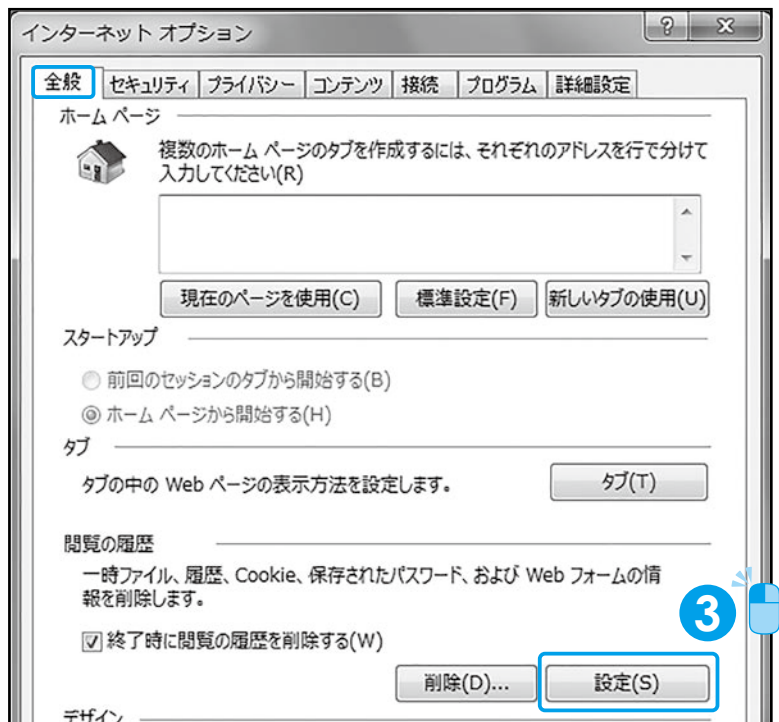 インターネット オプション
全般 セキュリティ プライバシー コンテンツ 接続 プログラム 詳細設定
ホーム ページ
複数のホーム ページのタブを作成するには、それぞれのアドレスを行で分けて
入力してください(R)
現在のページを使用(C) 標準設定(F) 新しいタブの使用(U)
スタートアップ
前回のセッションのタブから開始する(B)
ホーム ページから開始する(H)
タブ
タブの中の Web ページの表示方法を設定します。 タブ(T)
閲覧の履歴
一時ファイル、履歴、Cookie、保存されたパスワード、および Web フォームの情
報を削除します。
3
終了時に閲覧の履歴を削除する(W)
削除(D)... 設定(S)
デザイン